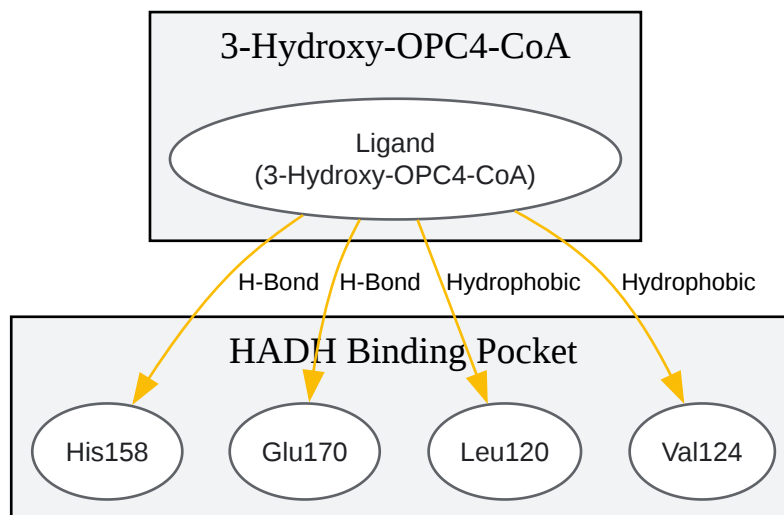 3-Hydroxy-OPC4-CoA
Ligand
(3-Hydroxy-OPC4-CoA)
H-Bond
H-Bond
Hydrophobic
Hydrophobic
HADH Binding Pocket
His158
Glu170
Leu120
Val124